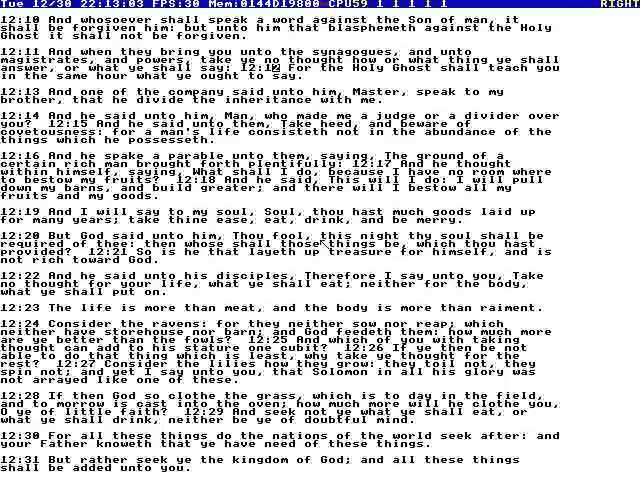 Tue 12/30 22:13:03 FPS:30 Mem:0144D19800 CPU59 1 1 1 1 1 RIGHT
12:10 And whosoever shall speak a word against the Son of man, it
shall be forgiven him: but unto him that blasphemeth against the Holy
Ghost it shall not be forgiven.
12:11 And when they bring you unto the synagogues, and unto
magistrates, and powers, take ye no thought how or what thing ye shall
answer, or what ye shall say: 12:12 For the Holy Ghost shall teach you
in the same hour what ye ought to say.
12:13 And one of the company said unto him, Master, speak to my
brother, that he divide the inheritance with me.
12:14 And he said unto him, Man, who made me a judge or a divider over
you? 12:15 And he said unto them, Take heed, and beware of
covetousness: for a man's life consisteth not in the abundance of the
things which he possesseth.
12:16 And he spake a parable unto them, saying, The ground of a
certain rich man brought forth plentifully: 12:17 And he thought
within himself, saying, What shall I do, because I have no room where
to bestow my fruits? 12:18 And he said, This will I do: I will pull
down my barns, and build greater; and there will I bestow all my
fruits and my goods.
12:19 And I will say to my soul, Soul, thou hast much goods laid up
for many years; take thine ease, eat, drink, and be merry.
12:20 But God said unto him, Thou fool, this night thy soul shall be
required of thee: then whose shall those things be, which thou hast
provided? 12:21 So is he that layeth up treasure for himself, and is
not rich toward God.
12:22 And he said unto his disciples, Therefore I say unto you, Take
no thought for your life, what ye shall eat; neither for the body,
what ye shall put on.
12:23 The life is more than meat, and the body is more than raiment.
12:24 Consider the ravens: for they neither sow nor reap; which
neither have storehouse nor barn; and God feedeth them: how much more
are ye better than the fowls? 12:25 And which of you with taking
thought can add to his stature one cubit? 12:26 If ye then be not
able to do that thing which is least, why take ye thought for the
rest? 12:27 Consider the lilies how they grow: they toil not, they
spin not; and yet I say unto you, that Solomon in all his glory was
not arrayed like one of these.
12:28 If then God so clothe the grass, which is to day in the field,
and to morrow is cast into the oven; how much more will he clothe you,
O ye of little faith? 12:29 And seek not ye what ye shall eat, or
what ye shall drink, neither be ye of doubtful mind.
12:30 For all these things do the nations of the world seek after: and
your Father knoweth that ye have need of these things.
12:31 But rather seek ye the kingdom of God; and all these things
shall be added unto you.